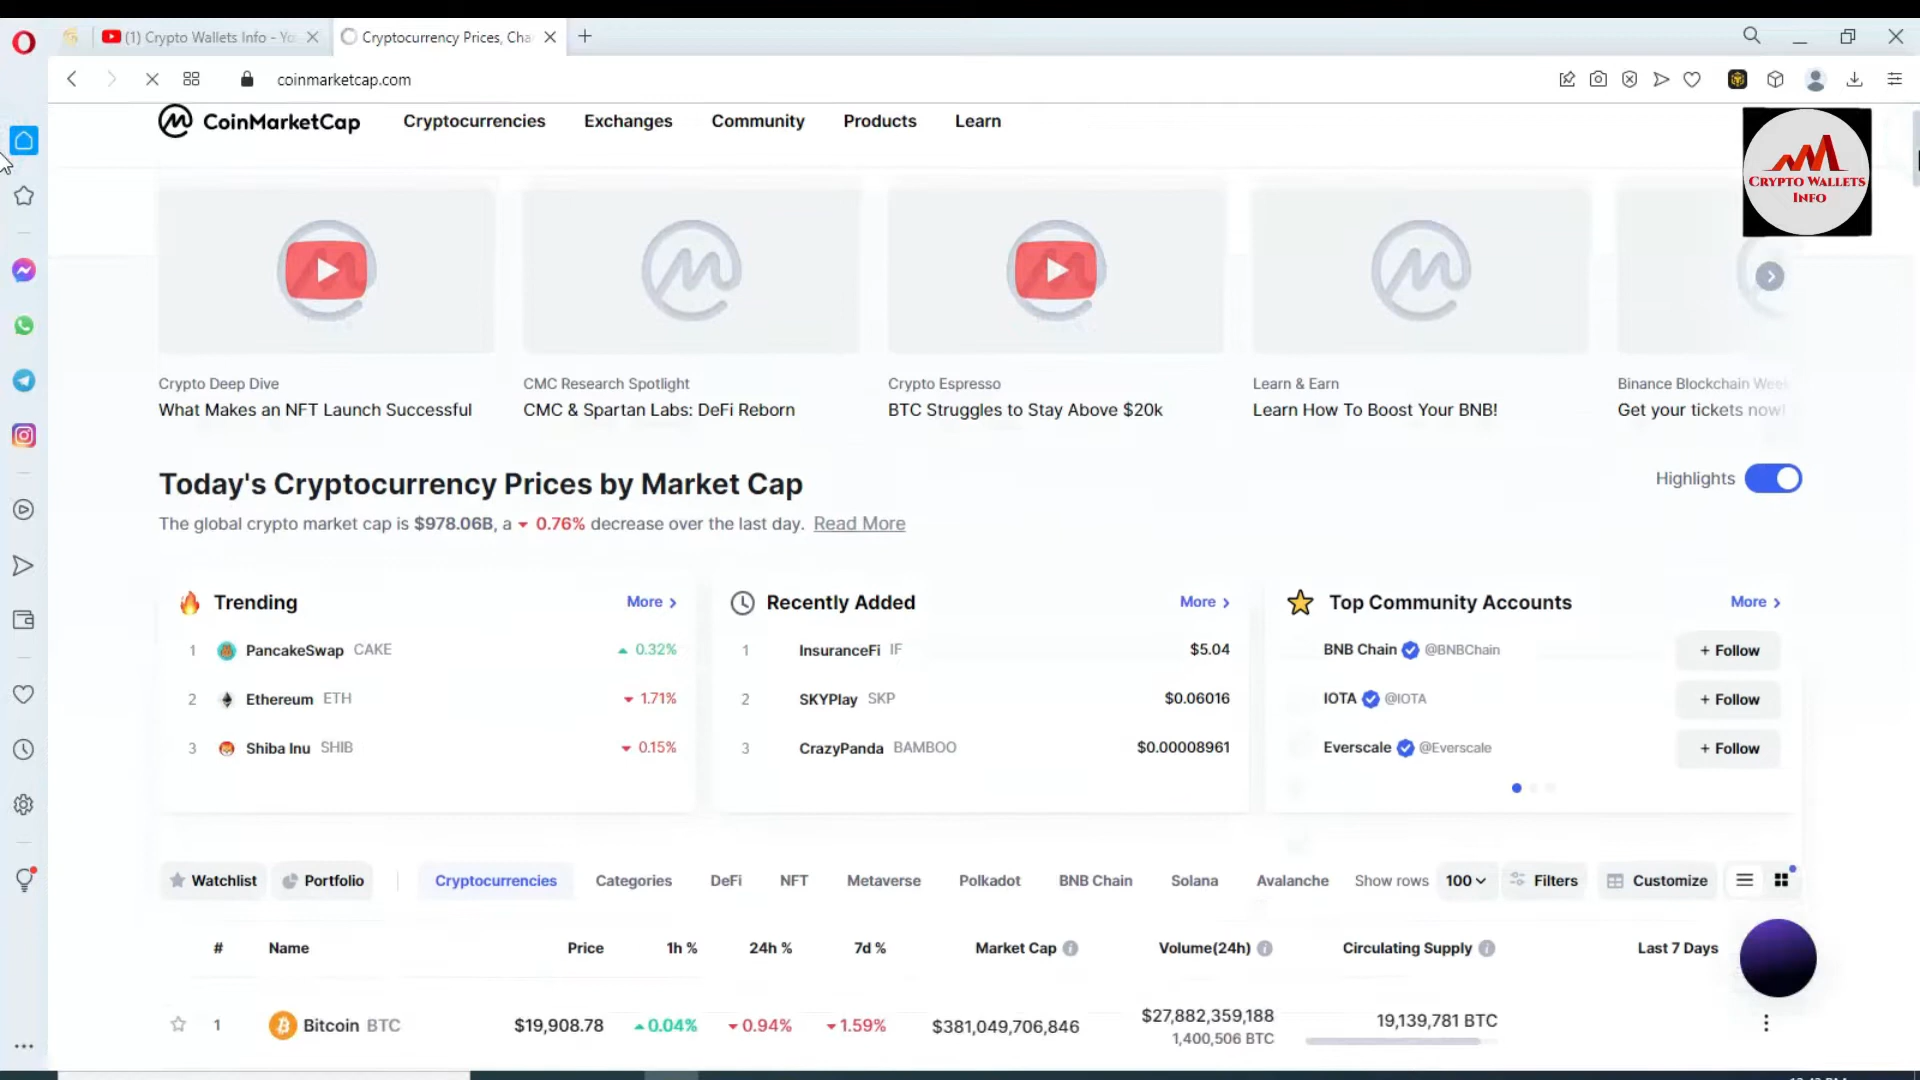 (1) Crypto Wallets Info - Yo
Cryptocurrency Prices, Cha
coinmarketcap.com
CoinMarketCap
Cryptocurrencies
Exchanges
Community
Products
Learn
CRYPTO WALLETS
INFO
Crypto Deep Dive
What Makes an NFT Launch Successful
CMC Research Spotlight
CMC & Spartan Labs: DeFi Reborn
Crypto Espresso
BTC Struggles to Stay Above $20k
Learn & Earn
Learn How To Boost Your BNB!
Binance Blockchain Wee
Get your tickets now!
Today's Cryptocurrency Prices by Market Cap
Highlights
The global crypto market cap is $978.06B, a 0.76% decrease over the last day. Read More
Trending More
1 PancakeSwap CAKE 0.32%
2 Ethereum ETH 1.71%
3 Shiba Inu SHIB 0.15%
Recently Added More
1 InsuranceFi IF $5.04
2 SKYPlay SKP $0.06016
3 CrazyPanda BAMBOO $0.00008961
Top Community Accounts More
BNB Chain @BNBChain + Follow
IOTA @IOTA + Follow
Everscale @Everscale + Follow
Watchlist Portfolio Cryptocurrencies Categories DeFi NFT Metaverse Polkadot BNB Chain Solana Avalanche Show rows 100 Filters Customize
# Name Price 1h % 24h % 7d % Market Cap Volume(24h) Circulating Supply Last 7 Days
1 Bitcoin BTC $19,908.78 0.04% 0.94% 1.59% $381,049,706,846 $27,882,359,188 19,139,781 BTC
1,400,506 BTC